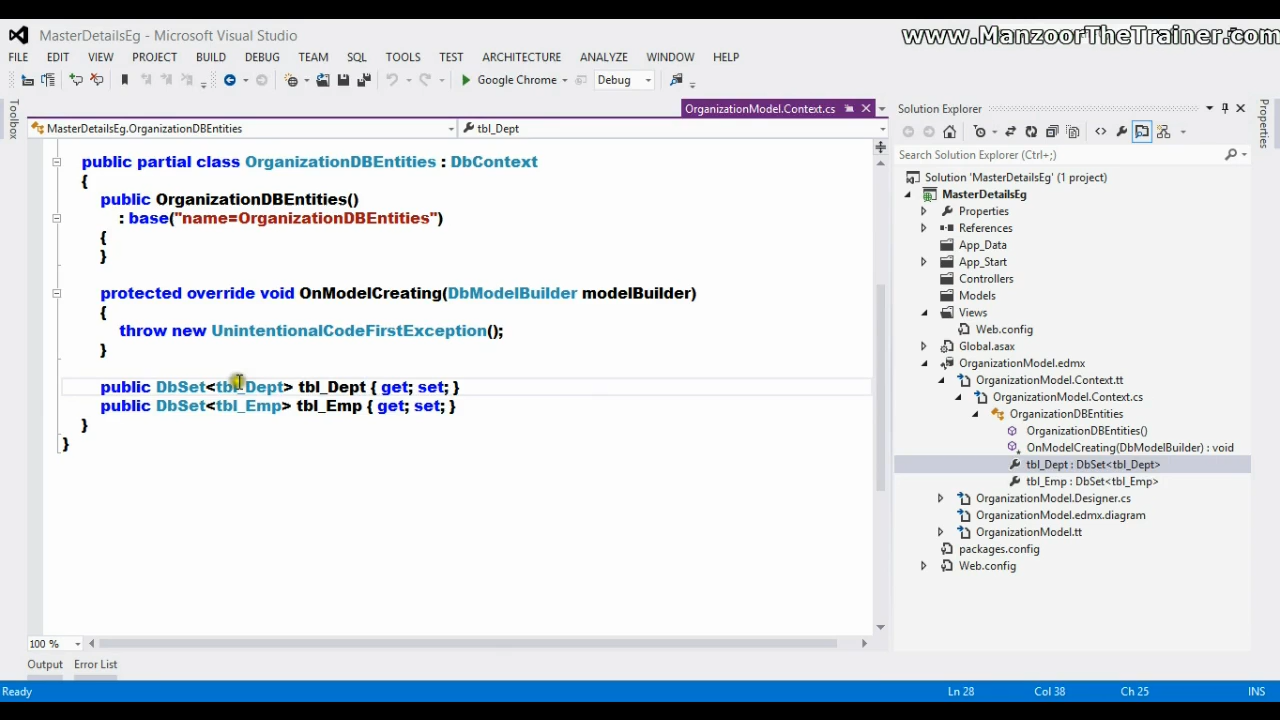 MasterDetailsEg - Microsoft Visual Studio
www.ManzoorTheTrainer.com
FILE EDIT VIEW PROJECT BUILD DEBUG TEAM SQL TOOLS TEST ARCHITECTURE ANALYZE WINDOW HELP
Google Chrome Debug
Toolbox
OrganizationModel.Context.cs
MasterDetailsEg.OrganizationDBEntities
tbl_Dept
public partial class OrganizationDBEntities : DbContext
{
public OrganizationDBEntities()
: base("name=OrganizationDBEntities")
{
}
protected override void OnModelCreating(DbModelBuilder modelBuilder)
{
throw new UnintentionalCodeFirstException();
}
public DbSet<tbl_Dept> tbl_Dept { get; set; }
public DbSet<tbl_Emp> tbl_Emp { get; set; }
}
}
100 %
Solution Explorer
Search Solution Explorer (Ctrl+;)
Solution 'MasterDetailsEg' (1 project)
MasterDetailsEg
Properties
References
App_Data
App_Start
Controllers
Models
Views
Web.config
Global.asax
OrganizationModel.edmx
OrganizationModel.Context.tt
OrganizationModel.Context.cs
OrganizationDBEntities
OrganizationDBEntities()
OnModelCreating(DbModelBuilder) : void
tbl_Dept : DbSet<tbl_Dept>
tbl_Emp : DbSet<tbl_Emp>
OrganizationModel.Designer.cs
OrganizationModel.edmx.diagram
OrganizationModel.tt
packages.config
Web.config
Properties
Output Error List
Ready Ln 28 Col 38 Ch 25 INS